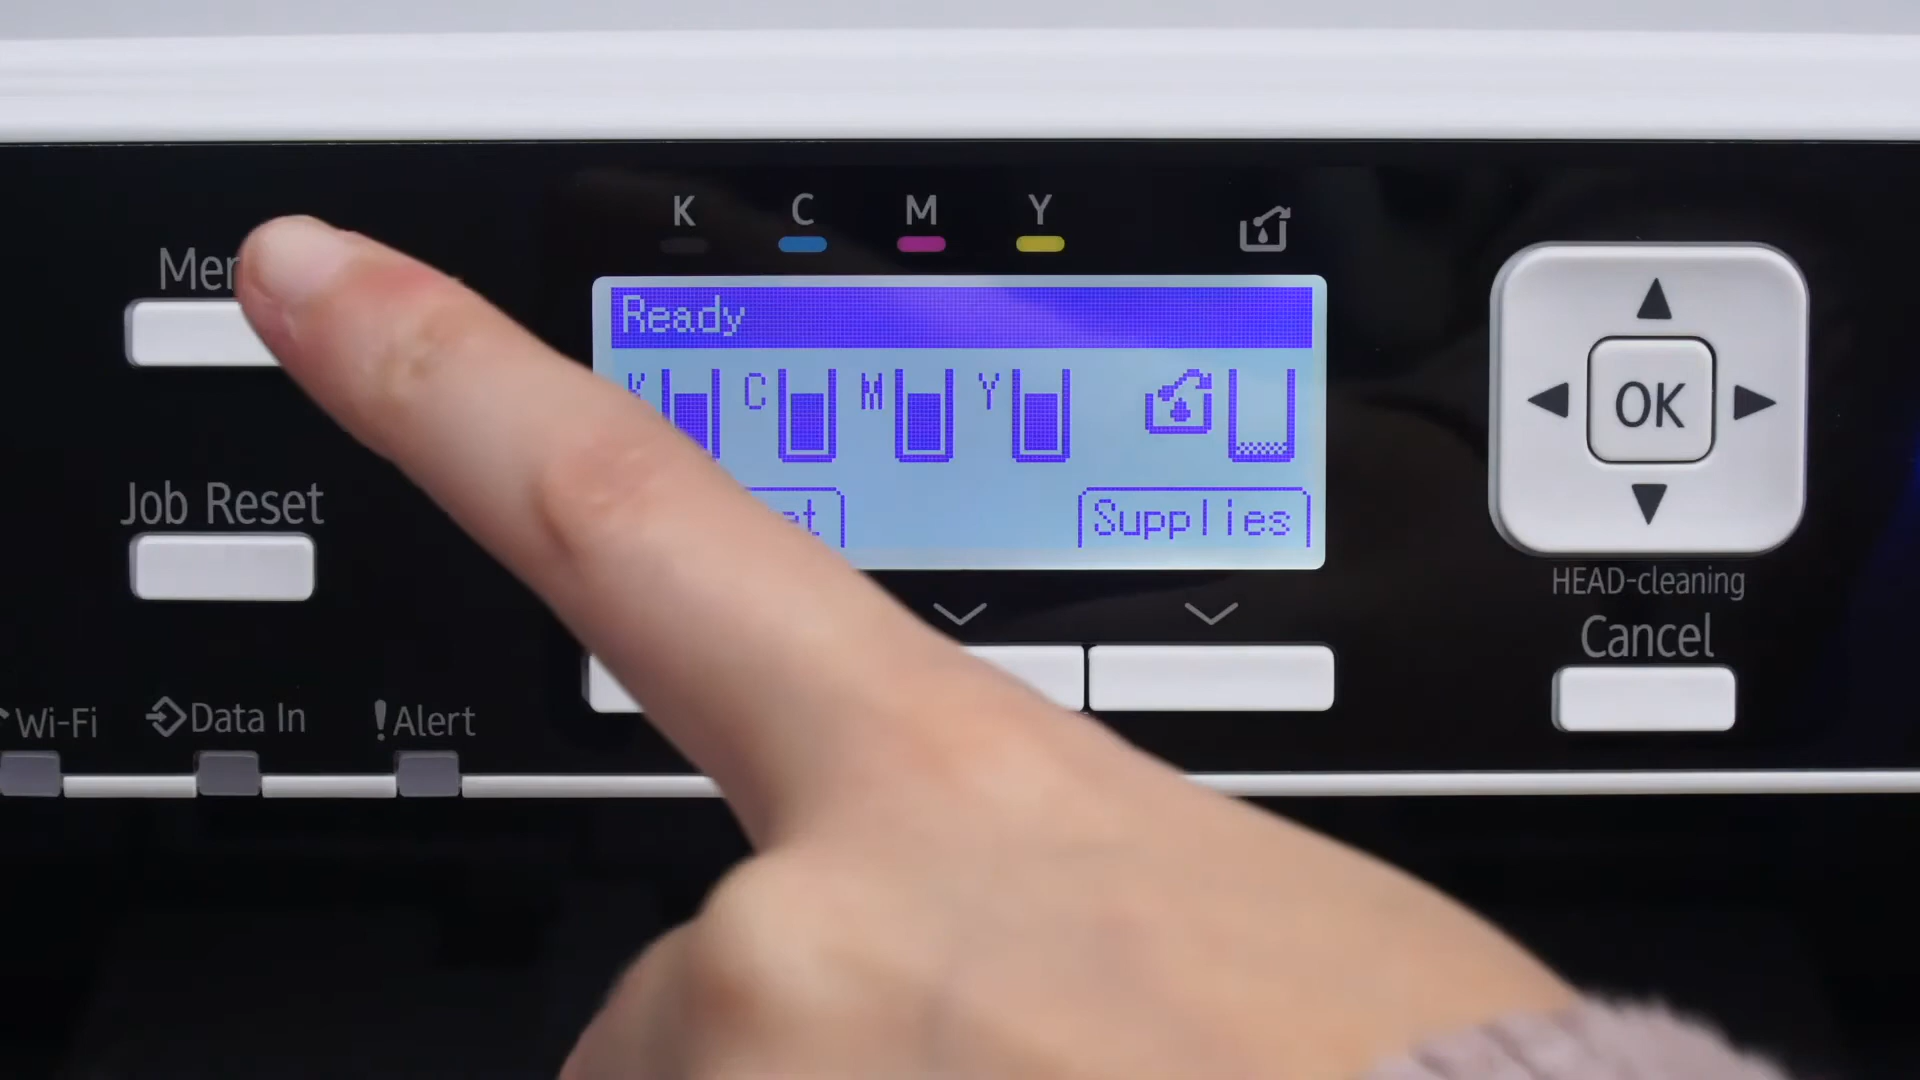 K C M Y
Ready
K C M Y
Supplies
OK
HEAD-cleaning
Cancel
Job Reset
Wi-Fi
Data In
!Alert